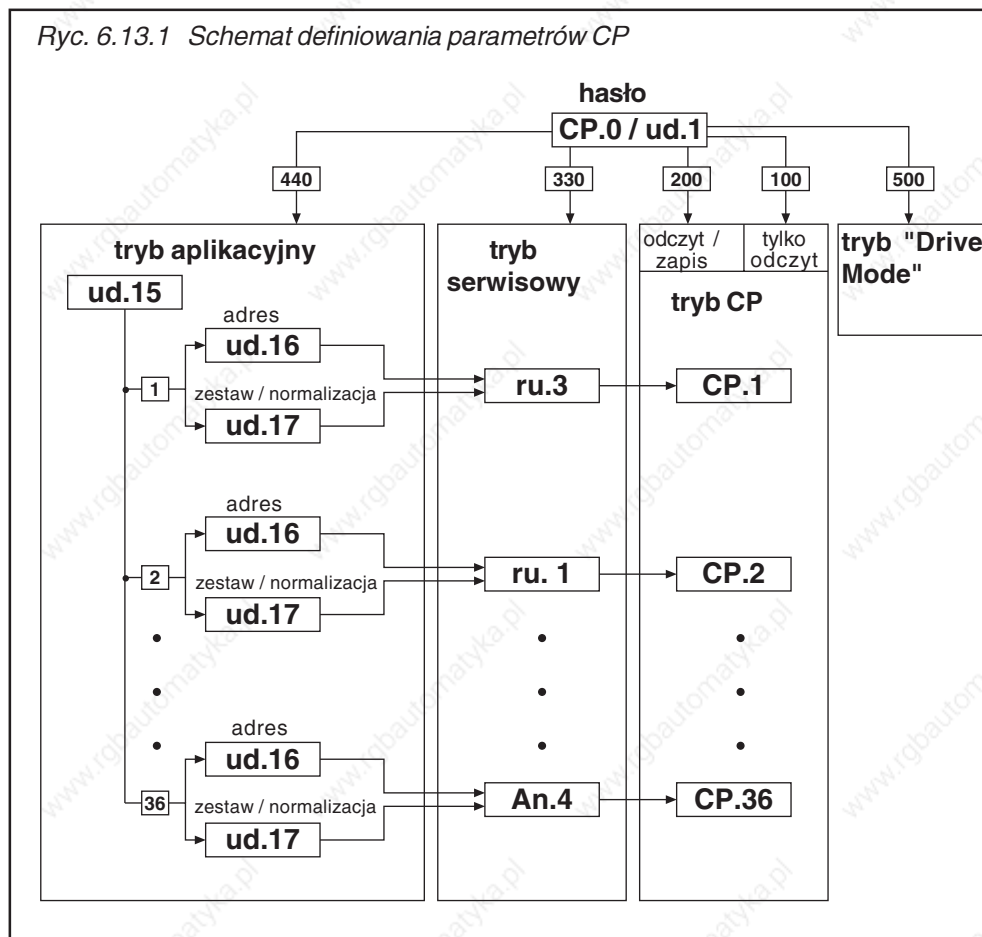 Ryc. 6.13.1 Schemat definiowania parametrów CP
hasło
CP.0 / ud.1
440
330
200
100
500
tryb aplikacyjny
tryb
serwisowy
odczyt /
zapis
tylko
odczyt
tryb CP
tryb "Drive
Mode"
ud.15
adres
ud.16
1
zestaw / normalizacja
ud.17
ru.3
CP.1
adres
ud.16
2
zestaw / normalizacja
ud.17
ru. 1
CP.2
adres
ud.16
36
zestaw / normalizacja
ud.17
An.4
CP.36
www.rgbautomatyka.pl